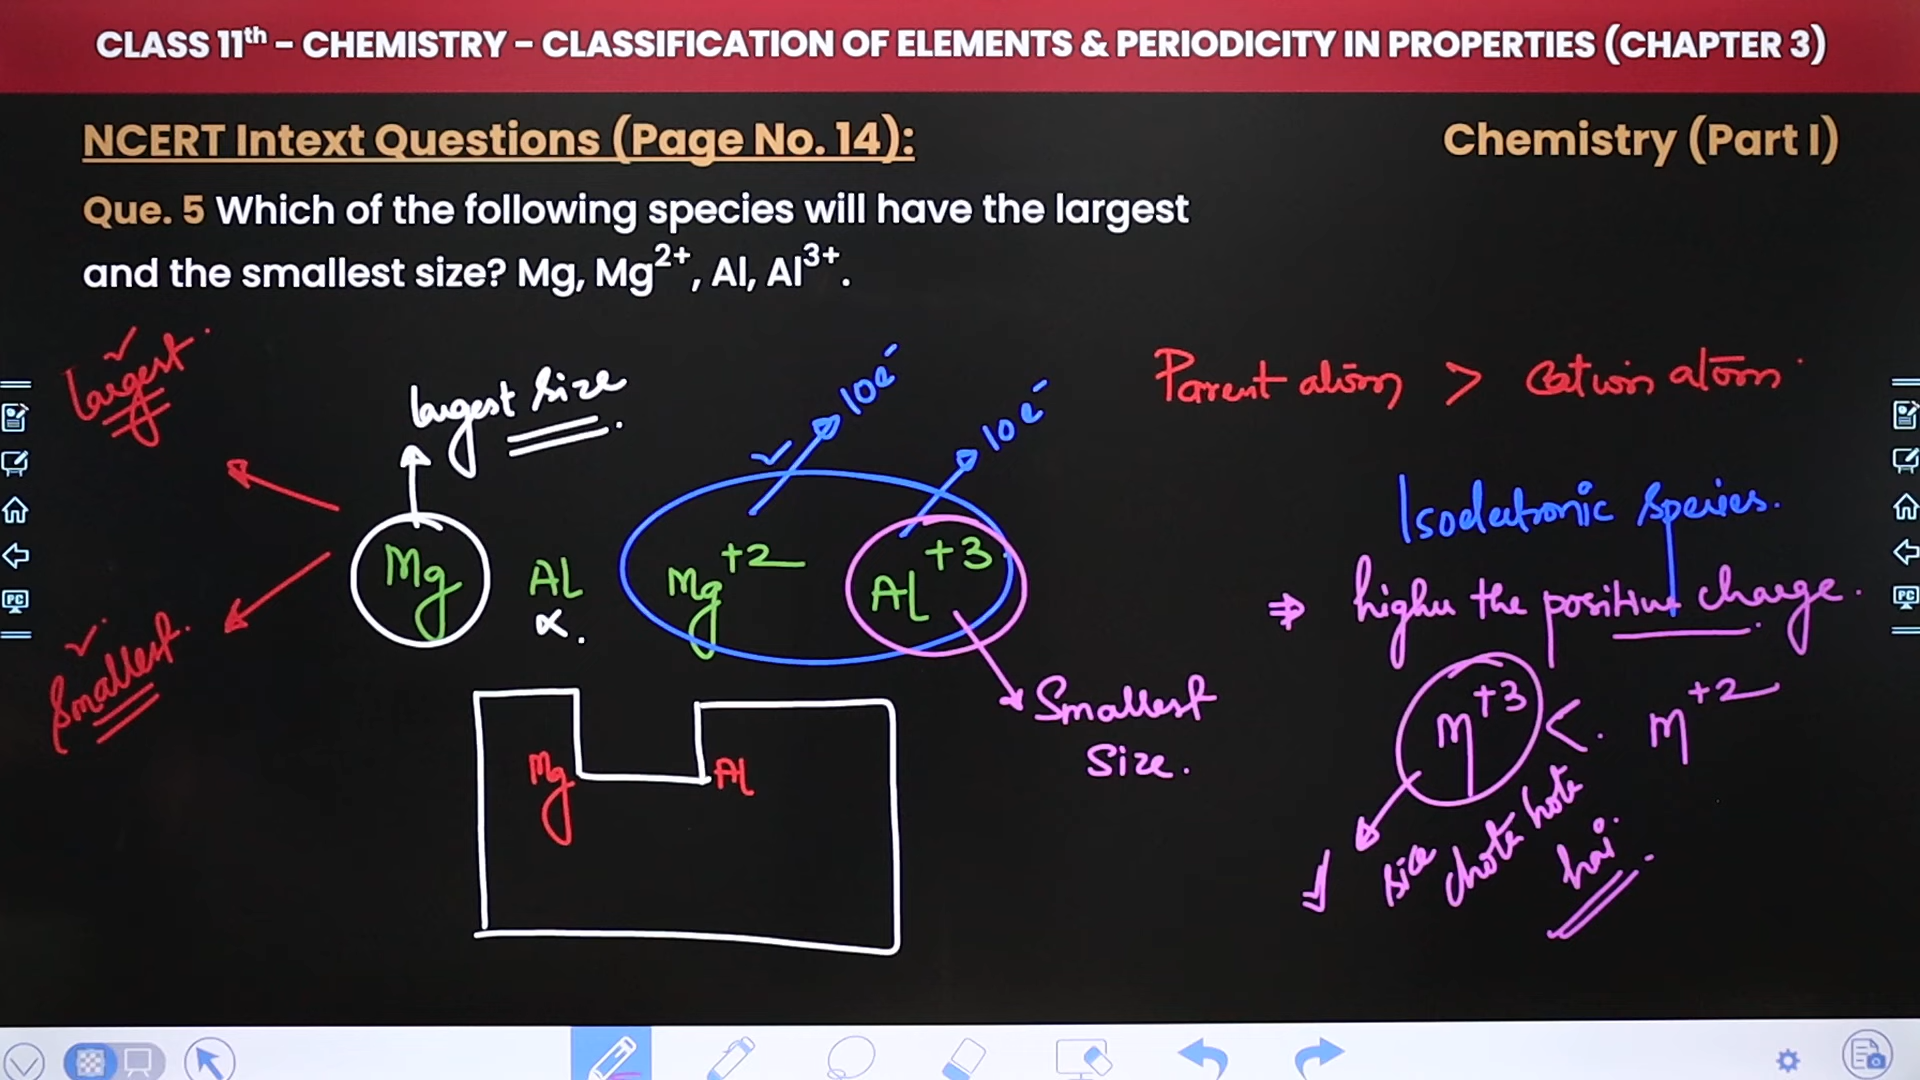 CLASS 11th – CHEMISTRY – CLASSIFICATION OF ELEMENTS & PERIODICITY IN PROPERTIES (CHAPTER 3)
NCERT Intext Questions (Page No. 14):
Chemistry (Part I)
Que. 5 Which of the following species will have the largest
and the smallest size? Mg, Mg2+, Al, Al3+.
largest
largest size
10e-
10e-
Parent atom > cation atom
Isoelectronic species.
Mg Al Mg+2 Al+3
α.
⇒ higher the positive charge.
smallest
Smallest
Size.
M+3 < M+2
Mg Al
size chota hota
hai
PC
PC